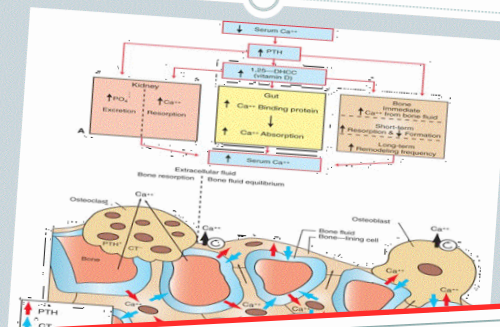 ↓ Serum Ca++
↑ PTH
↑ 1,25—DHCC
(vitamin D)
Kidney
↑PO₄
Excretion
↑Ca++
Resorption
Gut
↑ Ca++ Binding protein
↓
↑ Ca++ Absorption
Bone
Immediate
↑ Ca++ from bone fluid
Short-term
↑ Resorption & ↓ Formation
Long-term
↑ Remodeling frequency
A
↑ Serum Ca++
Extracellular fluid
Bone resorption
Bone fluid equilibrium
Osteoclast
Ca++
PTH+
CT-
Bone
Ca++
C
Bone fluid
Bone—lining cell
Osteoblast
Ca++
C
Ca++
Ca++
Ca++
Ca++
Ca++
PTH
CT